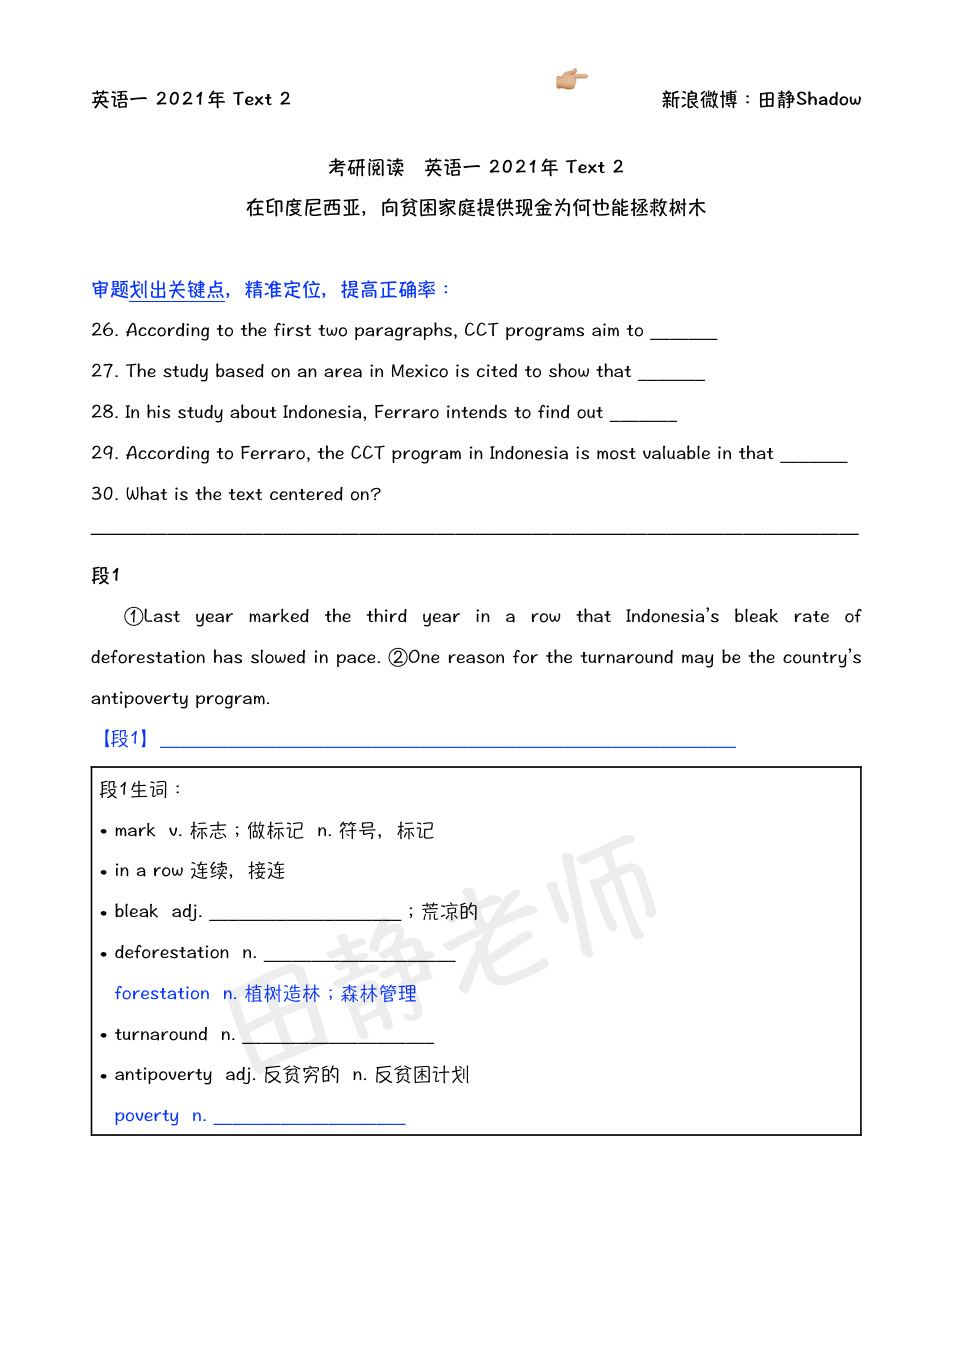 英语一 2021年 Text 2 新浪微博：田静Shadow
考研阅读 英语一 2021年 Text 2
在印度尼西亚，向贫困家庭提供现金为何也能拯救树木
审题划出关键点，精准定位，提高正确率：
26. According to the first two paragraphs, CCT programs aim to _______
27. The study based on an area in Mexico is cited to show that _______
28. In his study about Indonesia, Ferraro intends to find out _______
29. According to Ferraro, the CCT program in Indonesia is most valuable in that _______
30. What is the text centered on?
段1
①Last year marked the third year in a row that Indonesia's bleak rate of
deforestation has slowed in pace. ②One reason for the turnaround may be the country's
antipoverty program.
【段1】____________________________________________________________
段1生词：
• mark v. 标志；做标记 n. 符号，标记
• in a row 连续，接连
• bleak adj. ____________________；荒凉的
• deforestation n. ____________________
forestation n. 植树造林；森林管理
• turnaround n. ____________________
• antipoverty adj. 反贫穷的 n. 反贫困计划
poverty n. ____________________
田静老师